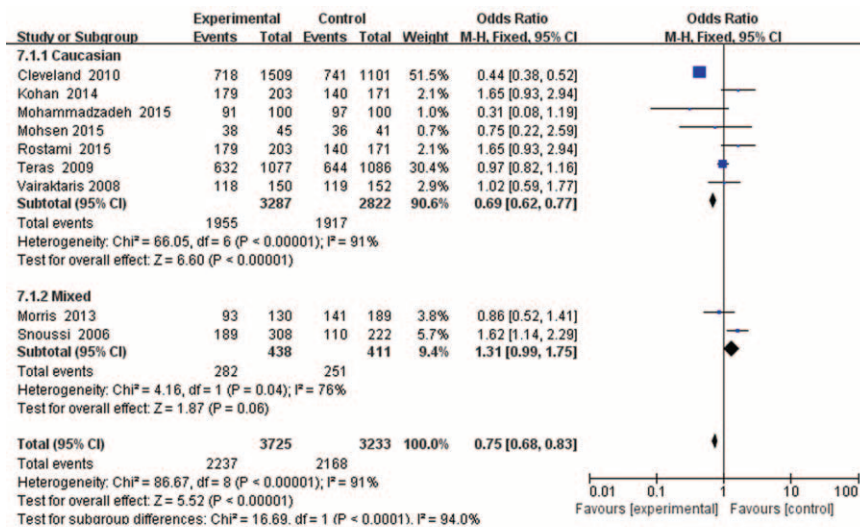 Experimental Control Odds Ratio Odds Ratio
Study or Subgroup Events Total Events Total Weight M-H, Fixed, 95% CI M-H, Fixed, 95% CI
7.1.1 Caucasian
Cleveland 2010 718 1509 741 1101 51.5% 0.44 [0.38, 0.52]
Kohan 2014 179 203 140 171 2.1% 1.65 [0.93, 2.94]
Mohammadzadeh 2015 91 100 97 100 1.0% 0.31 [0.08, 1.19]
Mohsen 2015 38 45 36 41 0.7% 0.75 [0.22, 2.59]
Rostami 2015 179 203 140 171 2.1% 1.65 [0.93, 2.94]
Teras 2009 632 1077 644 1086 30.4% 0.97 [0.82, 1.16]
Vairaktaris 2008 118 150 119 152 2.9% 1.02 [0.59, 1.77]
Subtotal (95% CI) 3287 2822 90.6% 0.69 [0.62, 0.77]
Total events 1955 1917
Heterogeneity: Chi² = 66.05, df = 6 (P < 0.00001); I² = 91%
Test for overall effect: Z = 6.60 (P < 0.00001)
7.1.2 Mixed
Morris 2013 93 130 141 189 3.8% 0.86 [0.52, 1.41]
Snoussi 2006 189 308 110 222 5.7% 1.62 [1.14, 2.29]
Subtotal (95% CI) 438 411 9.4% 1.31 [0.99, 1.75]
Total events 282 251
Heterogeneity: Chi² = 4.16, df = 1 (P = 0.04); I² = 76%
Test for overall effect: Z = 1.87 (P = 0.06)
Total (95% CI) 3725 3233 100.0% 0.75 [0.68, 0.83]
Total events 2237 2168
Heterogeneity: Chi² = 86.67, df = 8 (P < 0.00001); I² = 91%
Test for overall effect: Z = 5.52 (P < 0.00001)
Test for subgroup differences: Chi² = 16.69, df = 1 (P < 0.0001), I² = 94.0%
0.01 0.1 1 10 100
Favours [experimental] Favours [control]